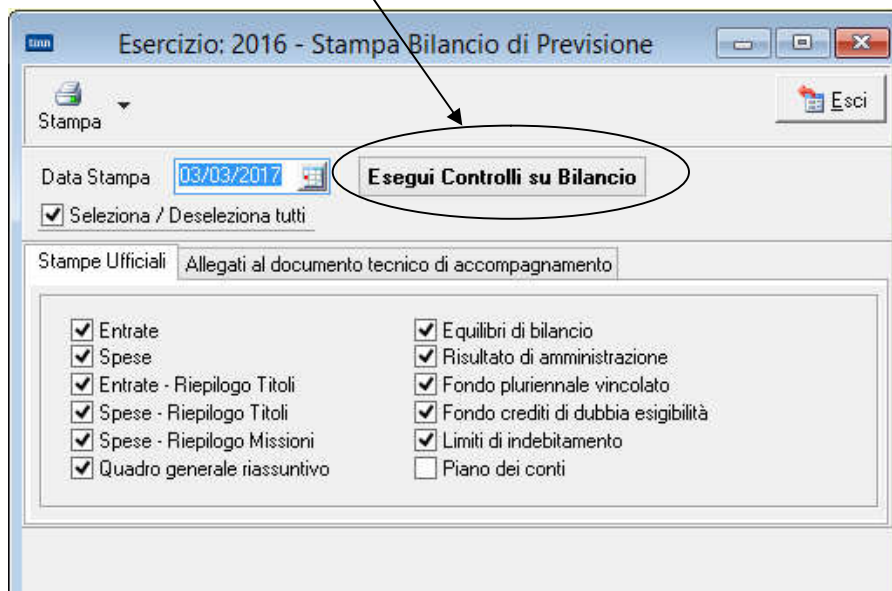 tinn Esercizio: 2016 - Stampa Bilancio di Previsione
Stampa Esci
Data Stampa 03/03/2017 Esegui Controlli su Bilancio
Seleziona / Deseleziona tutti
Stampe Ufficiali Allegati al documento tecnico di accompagnamento
Entrate Equilibri di bilancio
Spese Risultato di amministrazione
Entrate - Riepilogo Titoli Fondo pluriennale vincolato
Spese - Riepilogo Titoli Fondo crediti di dubbia esigibilità
Spese - Riepilogo Missioni Limiti di indebitamento
Quadro generale riassuntivo Piano dei conti